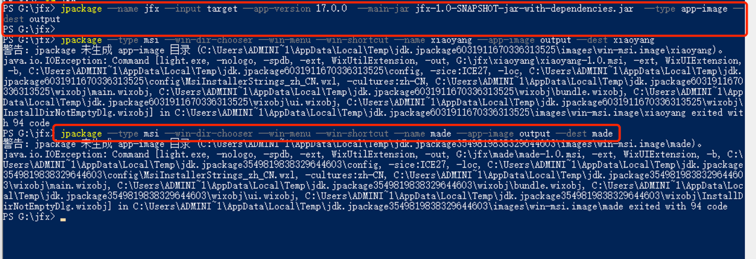 PS G:\jfx> jpackage --name jfx --input target --app-version 17.0.0 --main-jar jfx-1.0-SNAPSHOT-jar-with-dependencies.jar --type app-image --
dest output
PS G:\jfx>
PS G:\jfx> jpackage --type msi --win-dir-chooser --win-menu --win-shortcut --name xiaoyang --app-image output --dest xiaoyang
警告: jpackage 未生成 app-image 目录 (C:\Users\ADMINI~1\AppData\Local\Temp\jdk.jpackage6031911670336313525\images\win-msi.image\xiaoyang)。
java.io.IOException: Command [light.exe, -nologo, -spdb, -ext, WixUtilExtension, -out, G:\jfx\xiaoyang\xiaoyang-1.0.msi, -ext, WixUIExtension,
-b, C:\Users\ADMINI~1\AppData\Local\Temp\jdk.jpackage6031911670336313525\config, -sice:ICE27, -loc, C:\Users\ADMINI~1\AppData\Local\Temp\jdk.
jpackage6031911670336313525\config\MsiInstallerStrings_zh_CN.wxl, -cultures:zh-CN, C:\Users\ADMINI~1\AppData\Local\Temp\jdk.jpackage6031911670
336313525\wixobj\main.wixobj, C:\Users\ADMINI~1\AppData\Local\Temp\jdk.jpackage6031911670336313525\wixobj\bundle.wixobj, C:\Users\ADMINI~1\App
Data\Local\Temp\jdk.jpackage6031911670336313525\wixobj\ui.wixobj, C:\Users\ADMINI~1\AppData\Local\Temp\jdk.jpackage6031911670336313525\wixobj\
InstallDirNotEmptyDlg.wixobj] in C:\Users\ADMINI~1\AppData\Local\Temp\jdk.jpackage6031911670336313525\images\win-msi.image\xiaoyang exited wit
h 94 code
PS G:\jfx> jpackage --type msi --win-dir-chooser --win-menu --win-shortcut --name made --app-image output --dest made
警告: jpackage 未生成 app-image 目录 (C:\Users\ADMINI~1\AppData\Local\Temp\jdk.jpackage3549819838329644603\images\win-msi.image\made)。
java.io.IOException: Command [light.exe, -nologo, -spdb, -ext, WixUtilExtension, -out, G:\jfx\made\made-1.0.msi, -ext, WixUIExtension, -b, C:\
Users\ADMINI~1\AppData\Local\Temp\jdk.jpackage3549819838329644603\config, -sice:ICE27, -loc, C:\Users\ADMINI~1\AppData\Local\Temp\jdk.jpackage
3549819838329644603\config\MsiInstallerStrings_zh_CN.wxl, -cultures:zh-CN, C:\Users\ADMINI~1\AppData\Local\Temp\jdk.jpackage354981983832964460
3\wixobj\main.wixobj, C:\Users\ADMINI~1\AppData\Local\Temp\jdk.jpackage3549819838329644603\wixobj\bundle.wixobj, C:\Users\ADMINI~1\AppData\Loc
al\Temp\jdk.jpackage3549819838329644603\wixobj\ui.wixobj, C:\Users\ADMINI~1\AppData\Local\Temp\jdk.jpackage3549819838329644603\wixobj\InstallD
irNotEmptyDlg.wixobj] in C:\Users\ADMINI~1\AppData\Local\Temp\jdk.jpackage3549819838329644603\images\win-msi.image\made exited with 94 code
PS G:\jfx>